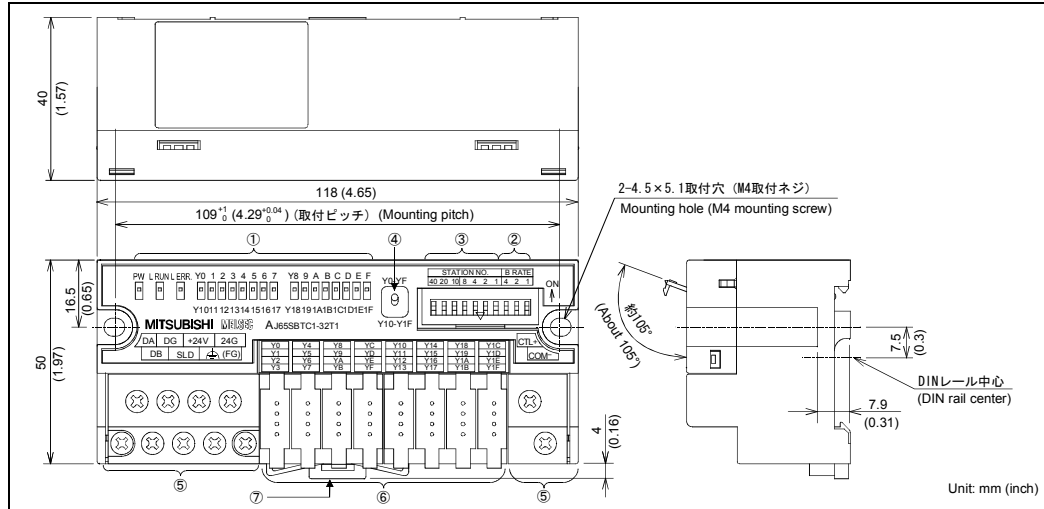 40
(1.57)
118 (4.65)
109 +1 0 (4.29 +0.04 0) (取付ピッチ) (Mounting pitch)
2-4.5×5.1取付穴 (M4取付ネジ)
Mounting hole (M4 mounting screw)
① ④ ③ ②
PW L RUN L ERR. Y0 1 2 3 4 5 6 7 Y8 9 A B C D E F
Y0-YF
STATION NO. B RATE
40 20 10 8 4 2 1 4 2 1
ON
Y10 11 12 13 14 15 16 17 Y18 19 1A 1B 1C 1D 1E 1F
Y10-Y1F
16.5
(0.65)
MITSUBISHI MELSEC AJ65SBTC1-32T1
DA DG +24V 24G
DB SLD (FG)
Y0 Y4 Y8 YC Y10 Y14 Y18 Y1C
Y1 Y5 Y9 YD Y11 Y15 Y19 Y1D
Y2 Y6 YA YE Y12 Y16 Y1A Y1E
Y3 Y7 YB YF Y13 Y17 Y1B Y1F
CTL+
COM-
50
(1.97)
約105°
(About 105°)
7.5
(0.3)
DINレール中心
(DIN rail center)
7.9
(0.31)
4
(0.16)
⑤ ⑦ ⑥ ⑤
Unit: mm (inch)